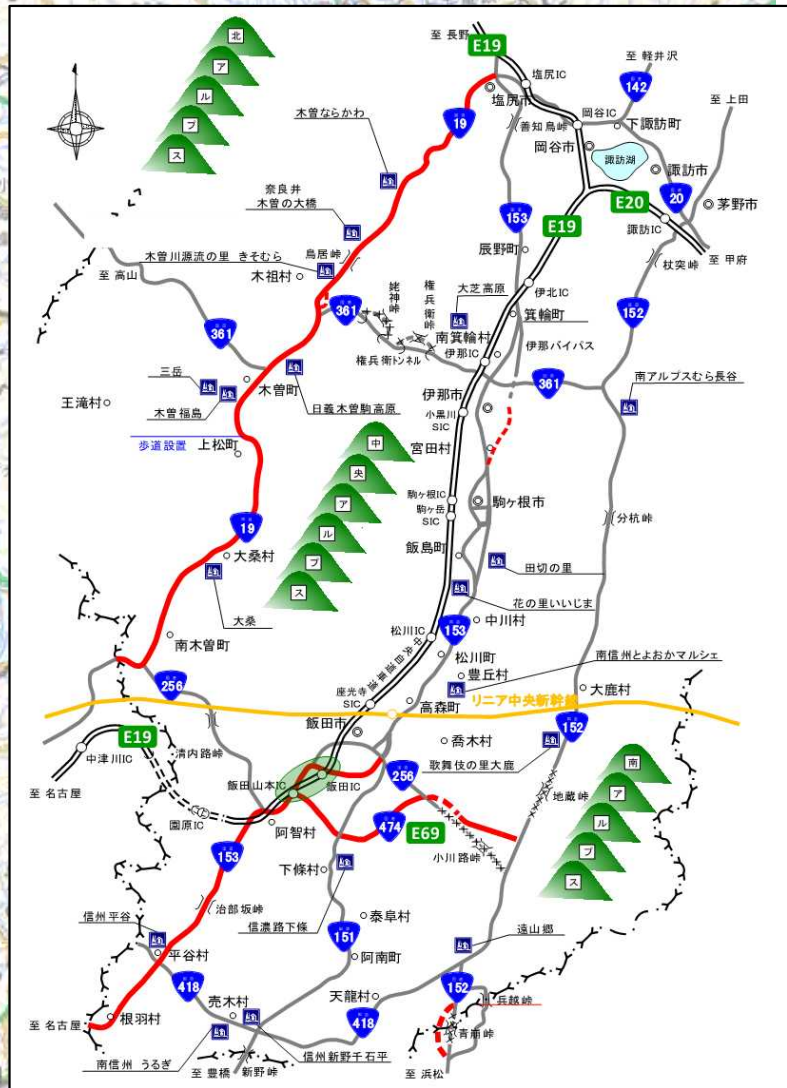 至 長野
E19
至 軽井沢
北
ア
ル
プ
ス
塩尻IC
142
塩尻市
岡谷IC
至 上田
木曽ならかわ
19
善知鳥峠
下諏訪町
岡谷市
諏訪湖
諏訪市
奈良井
木曽の大橋
153
E19
E20
20
茅野市
諏訪IC
木曽川源流の里 きそむら
鳥居峠
辰野町
杖突峠
至 甲府
至 高山
木祖村
姥神峠
権兵衛峠
大芝高原
伊北IC
361
361
南箕輪村
箕輪町
152
権兵衛トンネル
伊那IC
伊那バイパス
三岳
木曽町
伊那市
361
南アルプスむら長谷
王滝村
木曽福島
日義木曽駒高原
小黒川
SIC
歩道設置
上松町
中
央
ア
ル
プ
ス
宮田村
駒ヶ根IC
駒ヶ根市
駒ヶ岳
SIC
分杭峠
19
大桑村
飯島町
田切の里
大桑
花の里いいじま
松川IC
153
中川村
南木曽町
中央自動車道
松川町
南信州とよおかマルシェ
豊丘村
256
座光寺
SIC
高森町
リニア中央新幹線
大鹿村
飯田市
152
E19
清内路峠
喬木村
歌舞伎の里大鹿
中津川IC
飯田山本IC
飯田IC
256
南
ア
ル
プ
ス
至 名古屋
園原IC
阿智村
474
E69
地蔵峠
153
下條村
小川路峠
治部坂峠
信濃路下條
泰阜村
信州平谷
151
遠山郷
平谷村
阿南町
418
売木村
天龍村
152
兵越峠
至 名古屋
根羽村
418
青崩峠
南信州 うるぎ
信州新野千石平
至 豊橋
新野峠
至 浜松